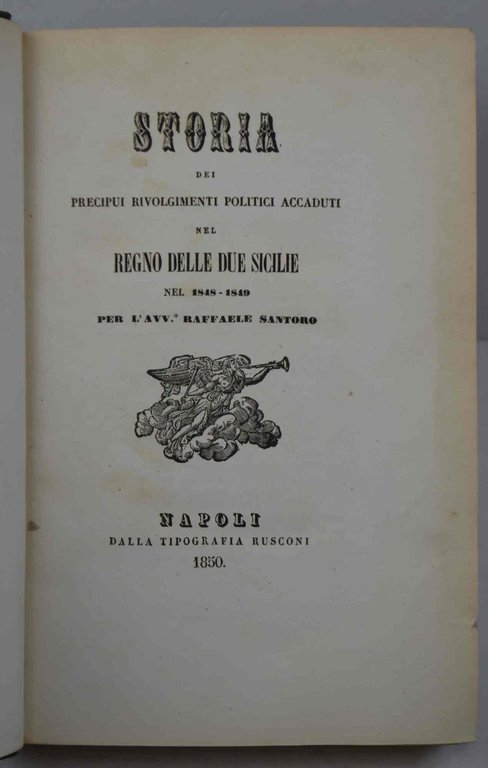 STORIA
DEI
PRECIPUI RIVOLGIMENTI POLITICI ACCADUTI
NEL
REGNO DELLE DUE SICILIE
NEL 1848-1849
PER L'AVV.º RAFFAELE SANTORO
NAPOLI
DALLA TIPOGRAFIA RUSCONI
1850.